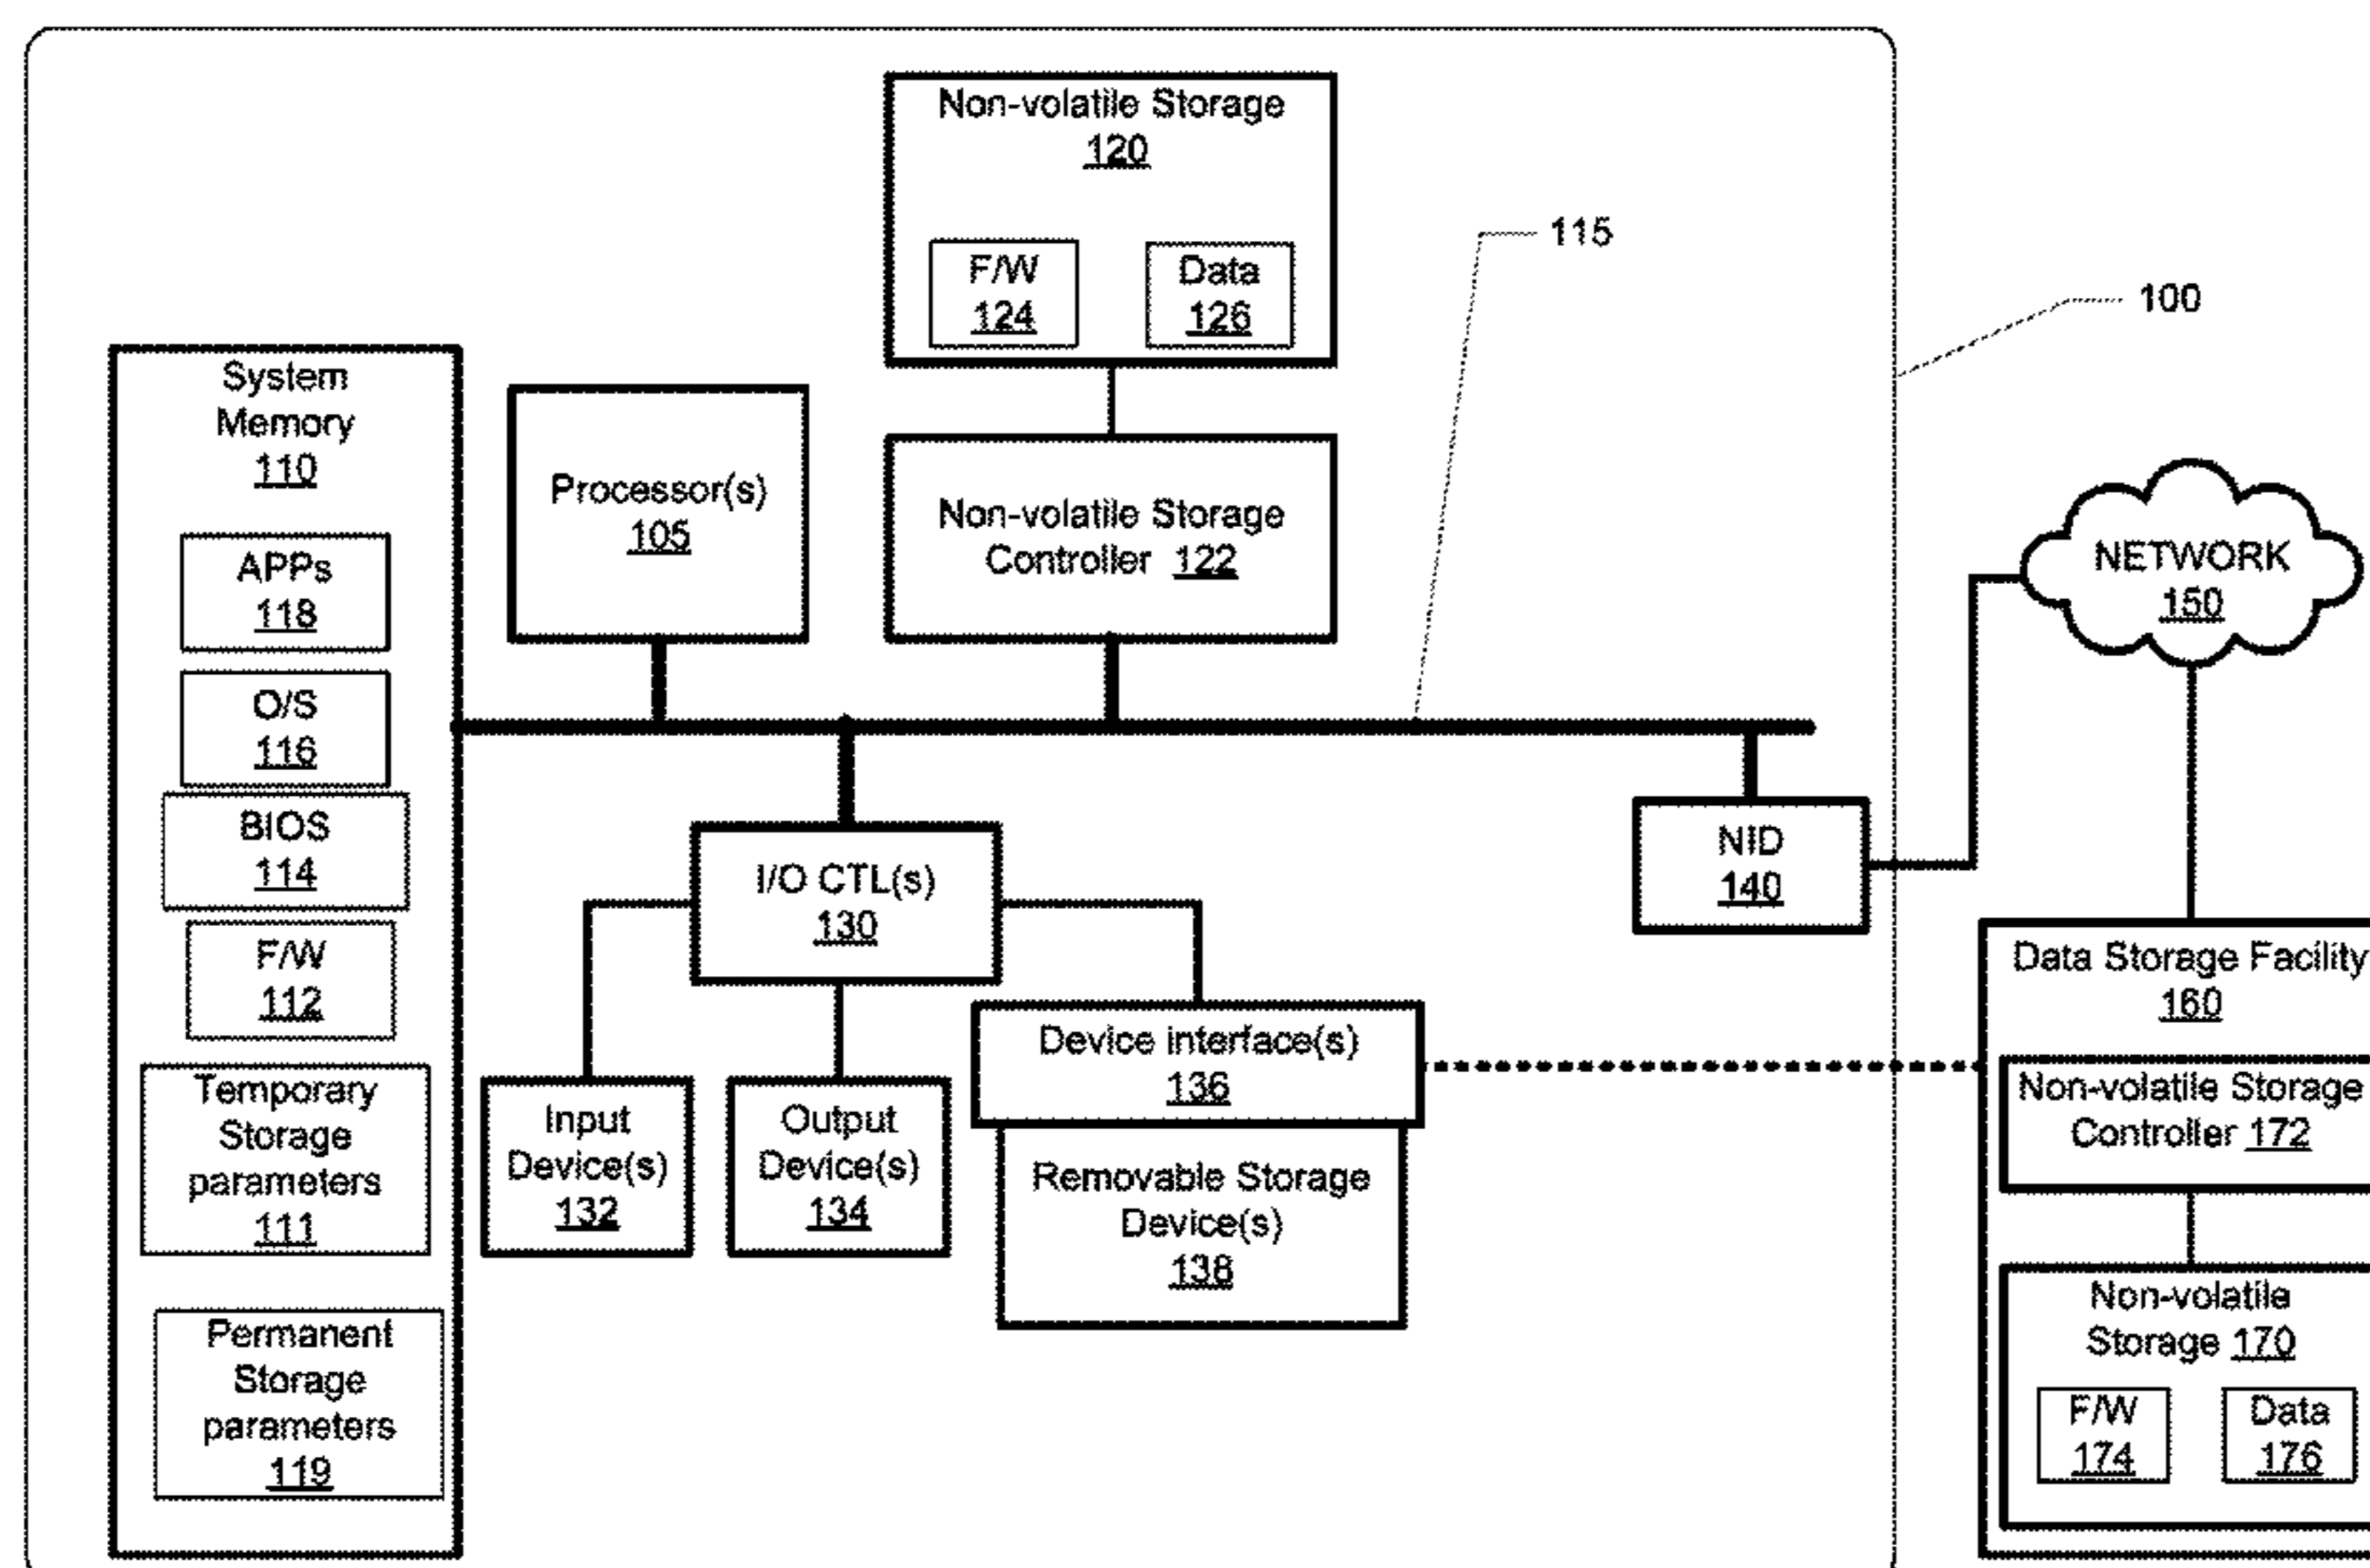 Non-volatile Storage
120
F/W
124
Data
126
115
100
System
Memory
110
APPs
118
O/S
116
BIOS
114
F/W
112
Temporary
Storage
parameters
111
Permanent
Storage
parameters
119
Processor(s)
105
Non-volatile Storage
Controller 122
NETWORK
150
I/O CTL(s)
130
NID
140
Input
Device(s)
132
Output
Device(s)
134
Device interface(s)
136
Removable Storage
Device(s)
138
Data Storage Facility
160
Non-volatile Storage
Controller 172
Non-volatile
Storage 170
F/W
174
Data
176